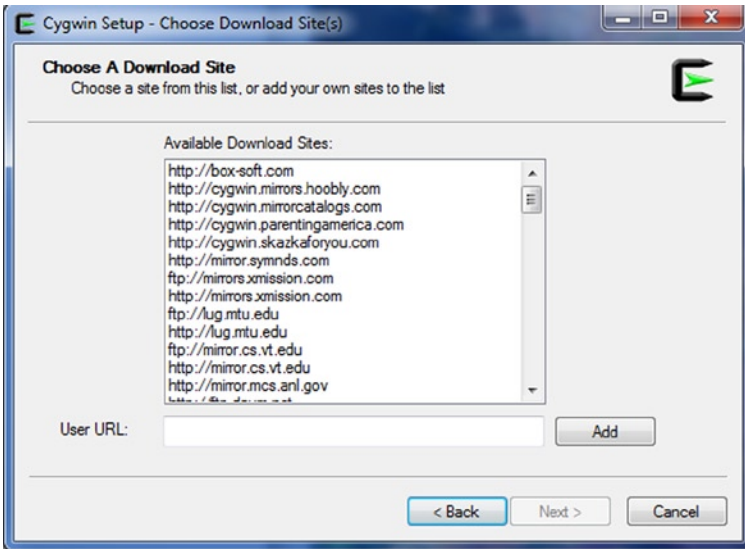 Cygwin Setup - Choose Download Site(s)
Choose A Download Site
Choose a site from this list, or add your own sites to the list
Available Download Sites:
http://box-soft.com
http://cygwin.mirrors.hoobly.com
http://cygwin.mirrorcatalogs.com
http://cygwin.parentingamerica.com
http://cygwin.skazkaforyou.com
http://mirror.symnds.com
ftp://mirrors.xmission.com
http://mirrors.xmission.com
ftp://lug.mtu.edu
http://lug.mtu.edu
ftp://mirror.cs.vt.edu
http://mirror.cs.vt.edu
http://mirror.mcs.anl.gov
User URL:
Add
< Back
Next >
Cancel